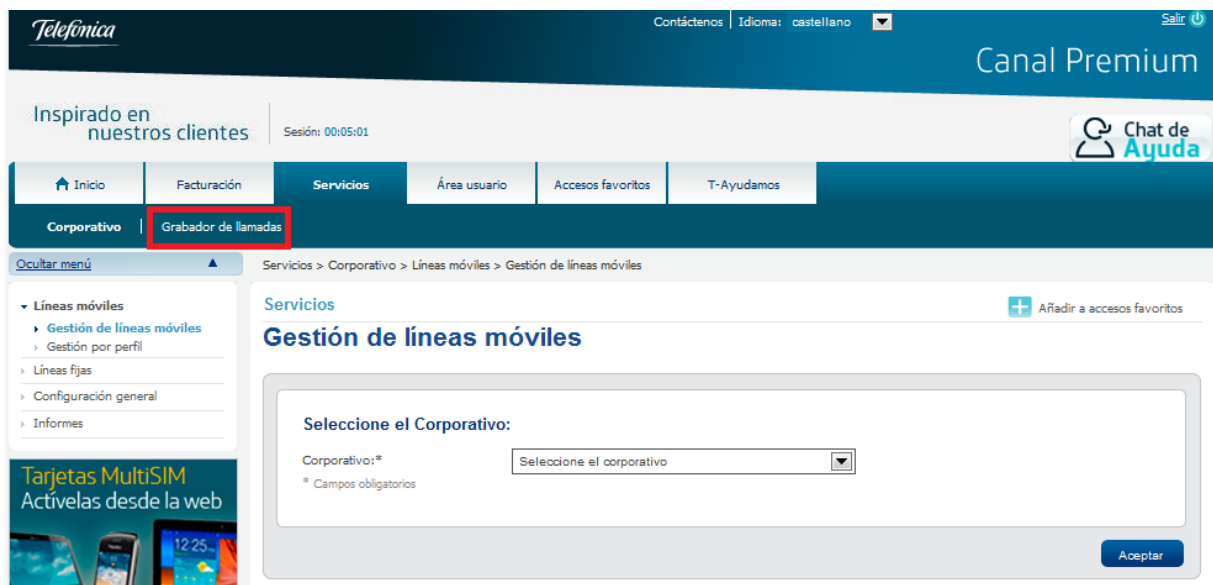 Telefónica
Contáctenos | Idioma: castellano
Salir
Canal Premium
Inspirado en
nuestros clientes
Sesión: 00:05:01
Chat de
Ayuda
Inicio
Facturación
Servicios
Área usuario
Accesos favoritos
T-Ayudamos
Corporativo | Grabador de llamadas
Ocultar menú
Servicios > Corporativo > Líneas móviles > Gestión de líneas móviles
Líneas móviles
Gestión de líneas móviles
Gestión por perfil
Líneas fijas
Configuración general
Informes
Servicios
Añadir a accesos favoritos
Gestión de líneas móviles
Seleccione el Corporativo:
Corporativo:*
Seleccione el corporativo
* Campos obligatorios
Aceptar
Tarjetas MultiSIM
Actívelas desde la web
12:25